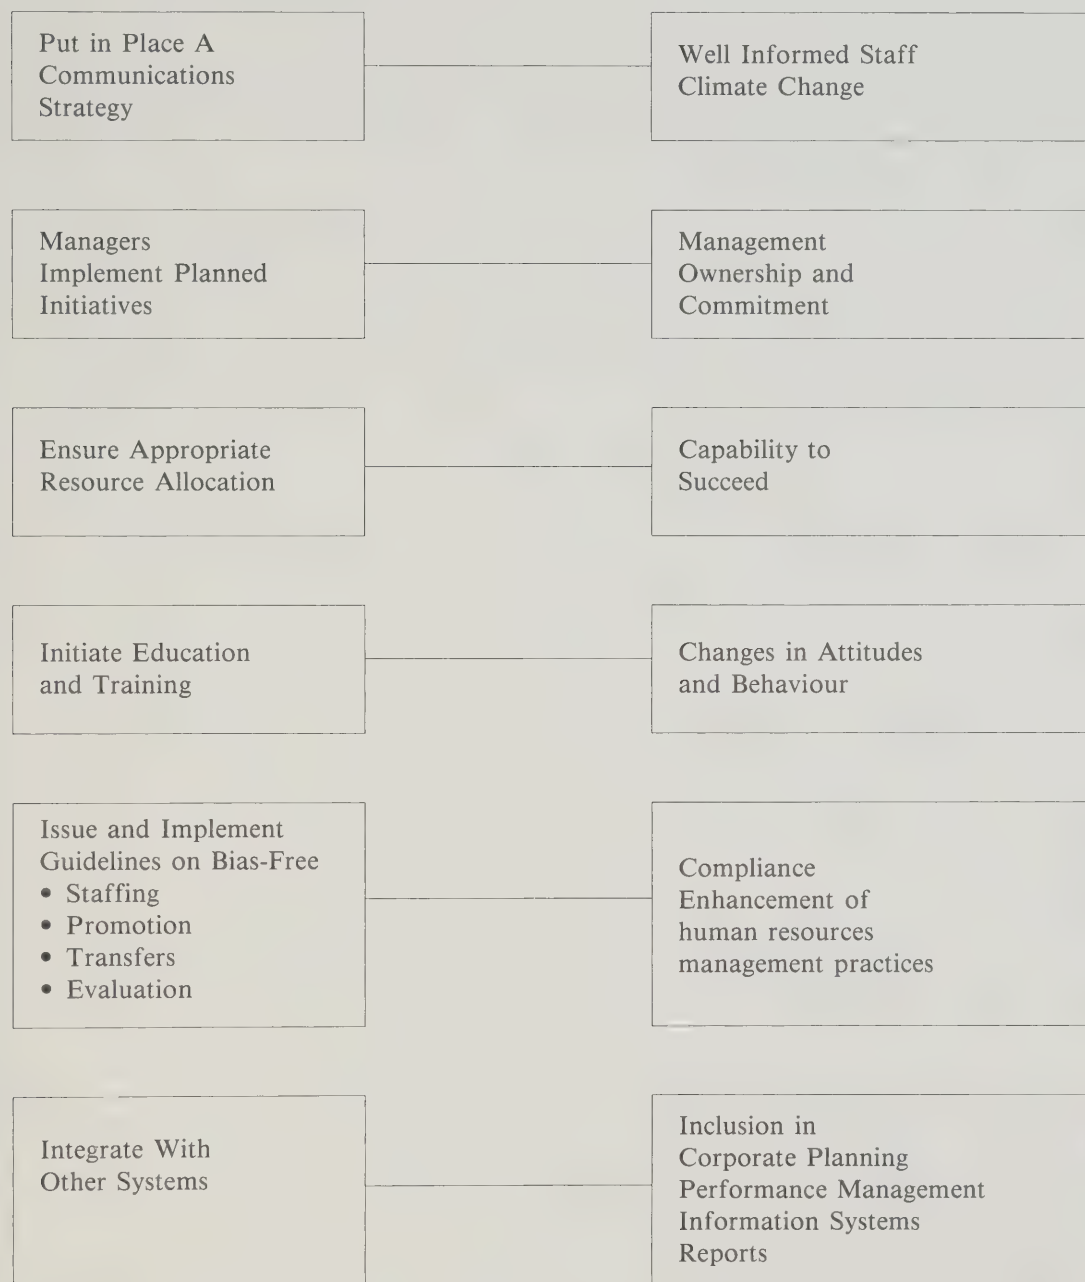 Put in Place A
Communications
Strategy
Well Informed Staff
Climate Change
Managers
Implement Planned
Initiatives
Management
Ownership and
Commitment
Ensure Appropriate
Resource Allocation
Capability to
Succeed
Initiate Education
and Training
Changes in Attitudes
and Behaviour
Issue and Implement
Guidelines on Bias-Free
• Staffing
• Promotion
• Transfers
• Evaluation
Compliance
Enhancement of
human resources
management practices
Integrate With
Other Systems
Inclusion in
Corporate Planning
Performance Management
Information Systems
Reports